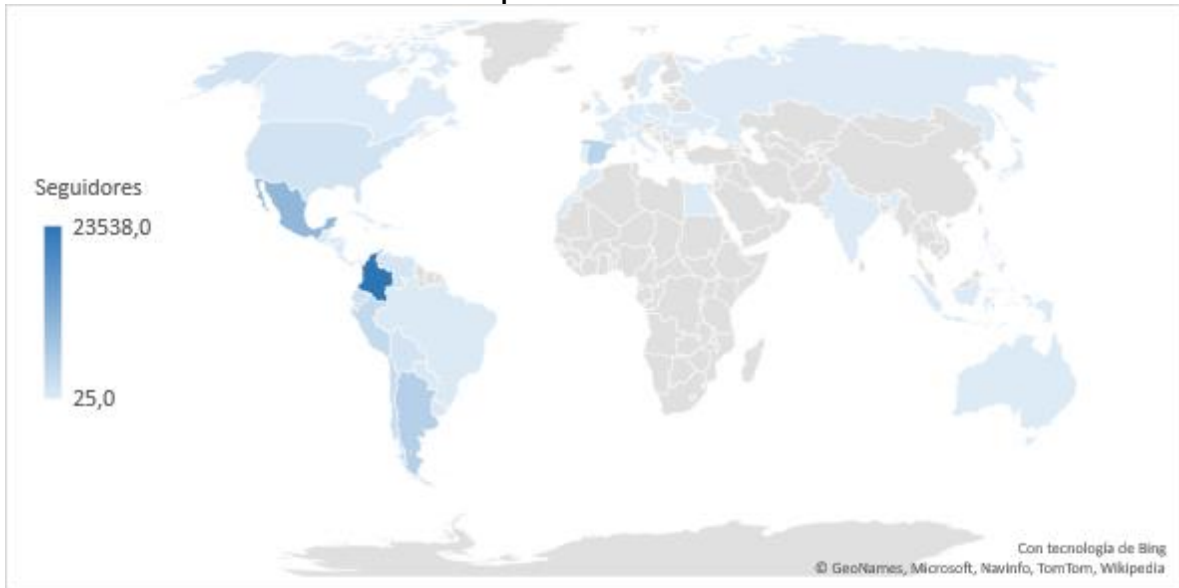 Seguidores
23538,0
25,0
Con tecnología de Bing
© GeoNames, Microsoft, Navinfo, TomTom, Wikipedia